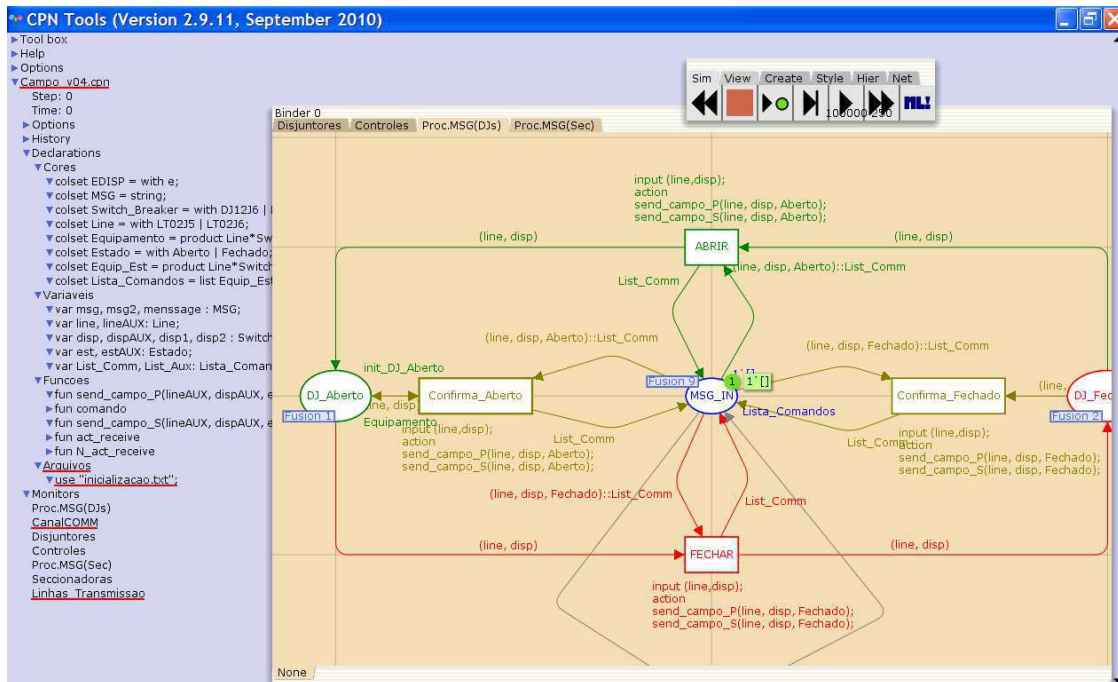 CPN Tools (Version 2.9.11, September 2010)
Tool box
Help
Options
Campo_v04.cpn
Step: 0
Time: 0
Options
History
Declarations
Cores
colset EDISP = with e;
colset MSG = string;
colset Switch_Breaker = with DJ12J6 |
colset Line = with LT02J5 | LT02J6;
colset Equipamento = product Line*Sw
colset Estado = with Aberto | Fechado;
colset Equip_Est = product Line*Switch
colset Lista_Comandos = list Equip_Est
Variaveis
var msg, msg2, menssage : MSG;
var line, lineAUX: Line;
var disp, dispAUX, disp1, disp2 : Switch
var est, estAUX: Estado;
var List_Comm, List_Aux: Lista_Coman
Funcoes
fun send_campo_P(lineAUX, dispAUX, e
fun comando
fun send_campo_S(lineAUX, dispAUX, e
fun act_receive
fun N_act_receive
Arquivos
use "inicializacao.txt";
Monitors
Proc.MSG(DJs)
CanalCOMM
Disjuntores
Controles
Proc.MSG(Sec)
Seccionadoras
Linhas_Transmissao
Sim View Create Style Hier Net
ML!
100000 250
Binder 0
Disjuntores Controles Proc.MSG(DJs) Proc.MSG(Sec)
input (line,disp);
action
send_campo_P(line, disp, Aberto);
send_campo_S(line, disp, Aberto);
(line, disp)
ABRIR
(line, disp)
List_Comm
(line, disp, Aberto)::List_Comm
(line, disp, Aberto)::List_Comm
(line, disp, Fechado)::List_Comm
init_DJ_Aberto
1`[]
Fusion 9
1
1`[]
DJ_Aberto
Confirma_Aberto
MSG_IN
Confirma_Fechado
(line,
DJ_Fec
Fusion 1
(line, disp)
Equipamento
Lista_Comandos
Fusion 2
List_Comm
List_Comm
input (line,disp);
action
send_campo_P(line, disp, Aberto);
send_campo_S(line, disp, Aberto);
input (line,disp);
action
send_campo_P(line, disp, Fechado);
send_campo_S(line, disp, Fechado);
(line, disp, Fechado)::List_Comm
List_Comm
(line, disp)
FECHAR
(line, disp)
input (line,disp);
action
send_campo_P(line, disp, Fechado);
send_campo_S(line, disp, Fechado);
None